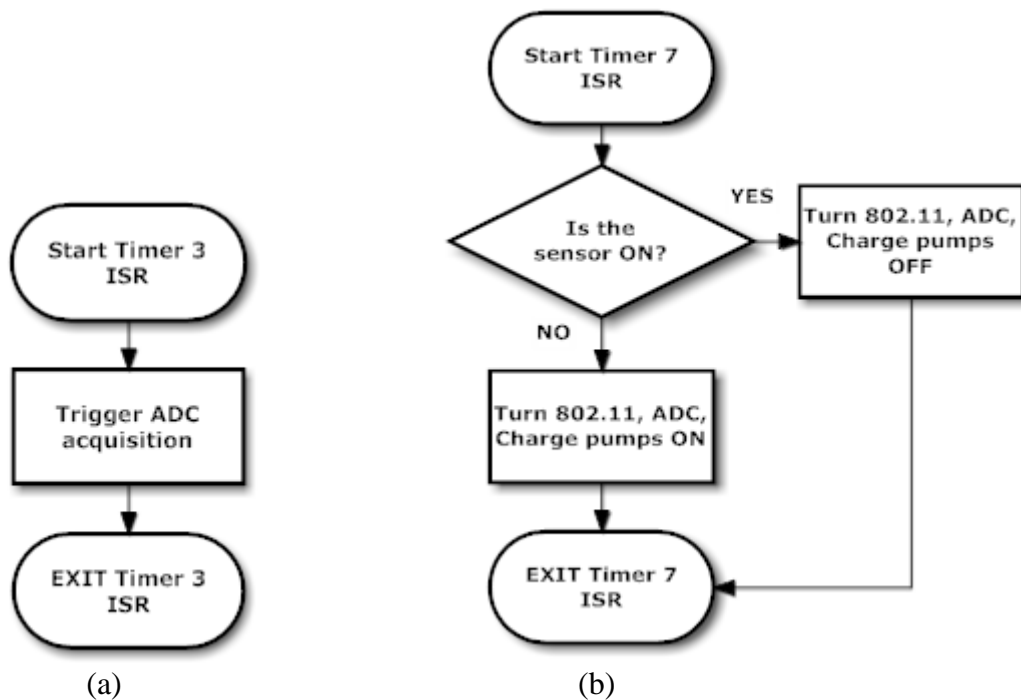 Start Timer 3
ISR
Trigger ADC
acquisition
EXIT Timer 3
ISR
(a)
Start Timer 7
ISR
Is the
sensor ON?
YES
Turn 802.11, ADC,
Charge pumps
OFF
NO
Turn 802.11, ADC,
Charge pumps ON
EXIT Timer 7
ISR
(b)